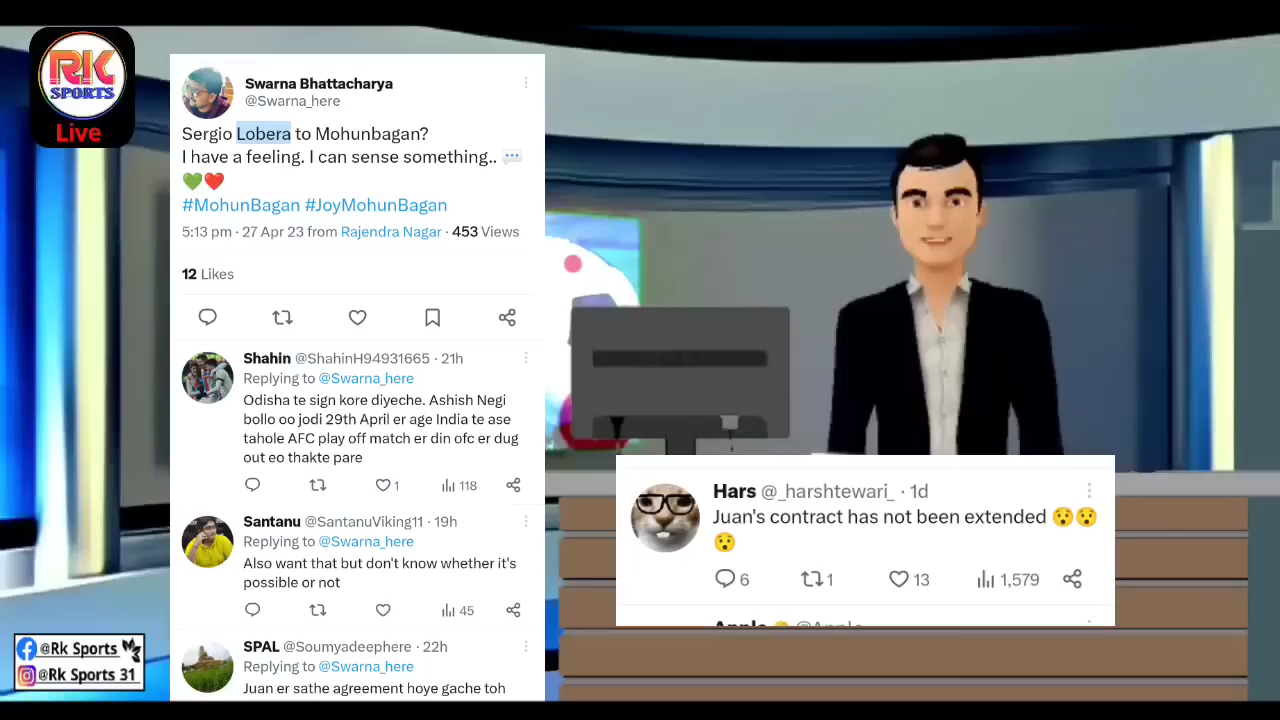 RK
SPORTS
Live
Swarna Bhattacharya
@Swarna_here
Sergio Lobera to Mohunbagan?
I have a feeling. I can sense something.. 💬
💚❤️
#MohunBagan #JoyMohunBagan
5:13 pm · 27 Apr 23 from Rajendra Nagar · 453 Views
12 Likes
Shahin @ShahinH94931665 · 21h
Replying to @Swarna_here
Odisha te sign kore diyeche. Ashish Negi
bollo oo jodi 29th April er age India te ase
tahole AFC play off match er din ofc er dug
out eo thakte pare
1
118
Santanu @SantanuViking11 · 19h
Replying to @Swarna_here
Also want that but don't know whether it's
possible or not
45
SPAL @Soumyadeephere · 22h
Replying to @Swarna_here
Juan er sathe agreement hoye gache toh
Hars @_harshtewari_ · 1d
Juan's contract has not been extended 😯😯
😯
6
1
13
1,579
@Rk Sports
@Rk Sports 31